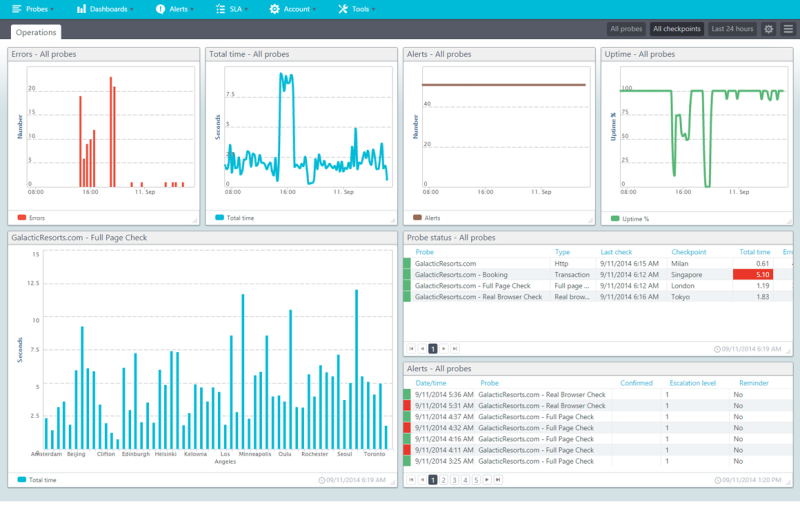 Probes Dashboards Alerts SLA Account Tools
Operations
All probes All checkpoints Last 24 hours
Errors - All probes
Number
20
15
10
5
0
08:00 16:00 11. Sep
Errors
Total time - All probes
Seconds
7.5
5
2.5
0
08:00 16:00 11. Sep
Total time
Alerts - All probes
Number
40
20
0
08:00 16:00 11. Sep
Alerts
Uptime - All probes
Uptime %
100
75
50
25
0
08:00 16:00 11. Sep
Uptime %
GalacticResorts.com - Full Page Check
Seconds
15
12.5
10
7.5
5
2.5
0
Amsterdam Beijing Clifton Edinburgh Helsinki Kelowna Los Angeles Minneapolis Oulu Rochester Seoul Toronto
Total time
09/11/2014 6:19 AM
Probe status - All probes
Probe Type Last check Checkpoint Total time Err
GalacticResorts.com Http 9/11/2014 6:15 AM Milan 0.61
GalacticResorts.com - Booking Transaction 9/11/2014 6:12 AM Singapore 5.10
GalacticResorts.com - Full Page Check Full page ... 9/11/2014 6:12 AM London 1.19
GalacticResorts.com - Real Browser Check Real brow... 9/11/2014 6:16 AM Tokyo 1.83
1
09/11/2014 6:19 AM
Alerts - All probes
Date/time Probe Confirmed Escalation level Reminder
9/11/2014 5:36 AM GalacticResorts.com - Real Browser Check 1 No
9/11/2014 5:31 AM GalacticResorts.com - Real Browser Check 1 No
9/11/2014 4:37 AM GalacticResorts.com - Full Page Check 1 No
9/11/2014 4:32 AM GalacticResorts.com - Full Page Check 1 No
9/11/2014 4:16 AM GalacticResorts.com - Full Page Check 1 No
9/11/2014 4:11 AM GalacticResorts.com - Full Page Check 1 No
9/11/2014 3:25 AM GalacticResorts.com - Full Page Check 1 No
1 2 3 4 5
09/11/2014 1:20 PM